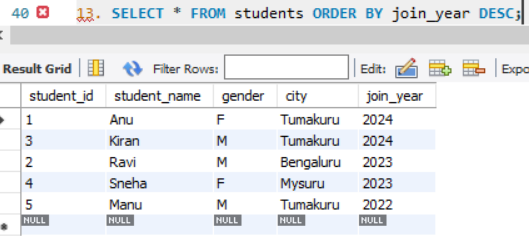 40 13. SELECT * FROM students ORDER BY join_year DESC;
Result Grid Filter Rows: Edit: Expo
student_id student_name gender city join_year
1 Anu F Tumakuru 2024
3 Kiran M Tumakuru 2024
2 Ravi M Bengaluru 2023
4 Sneha F Mysuru 2023
5 Manu M Tumakuru 2022
NULL NULL NULL NULL NULL